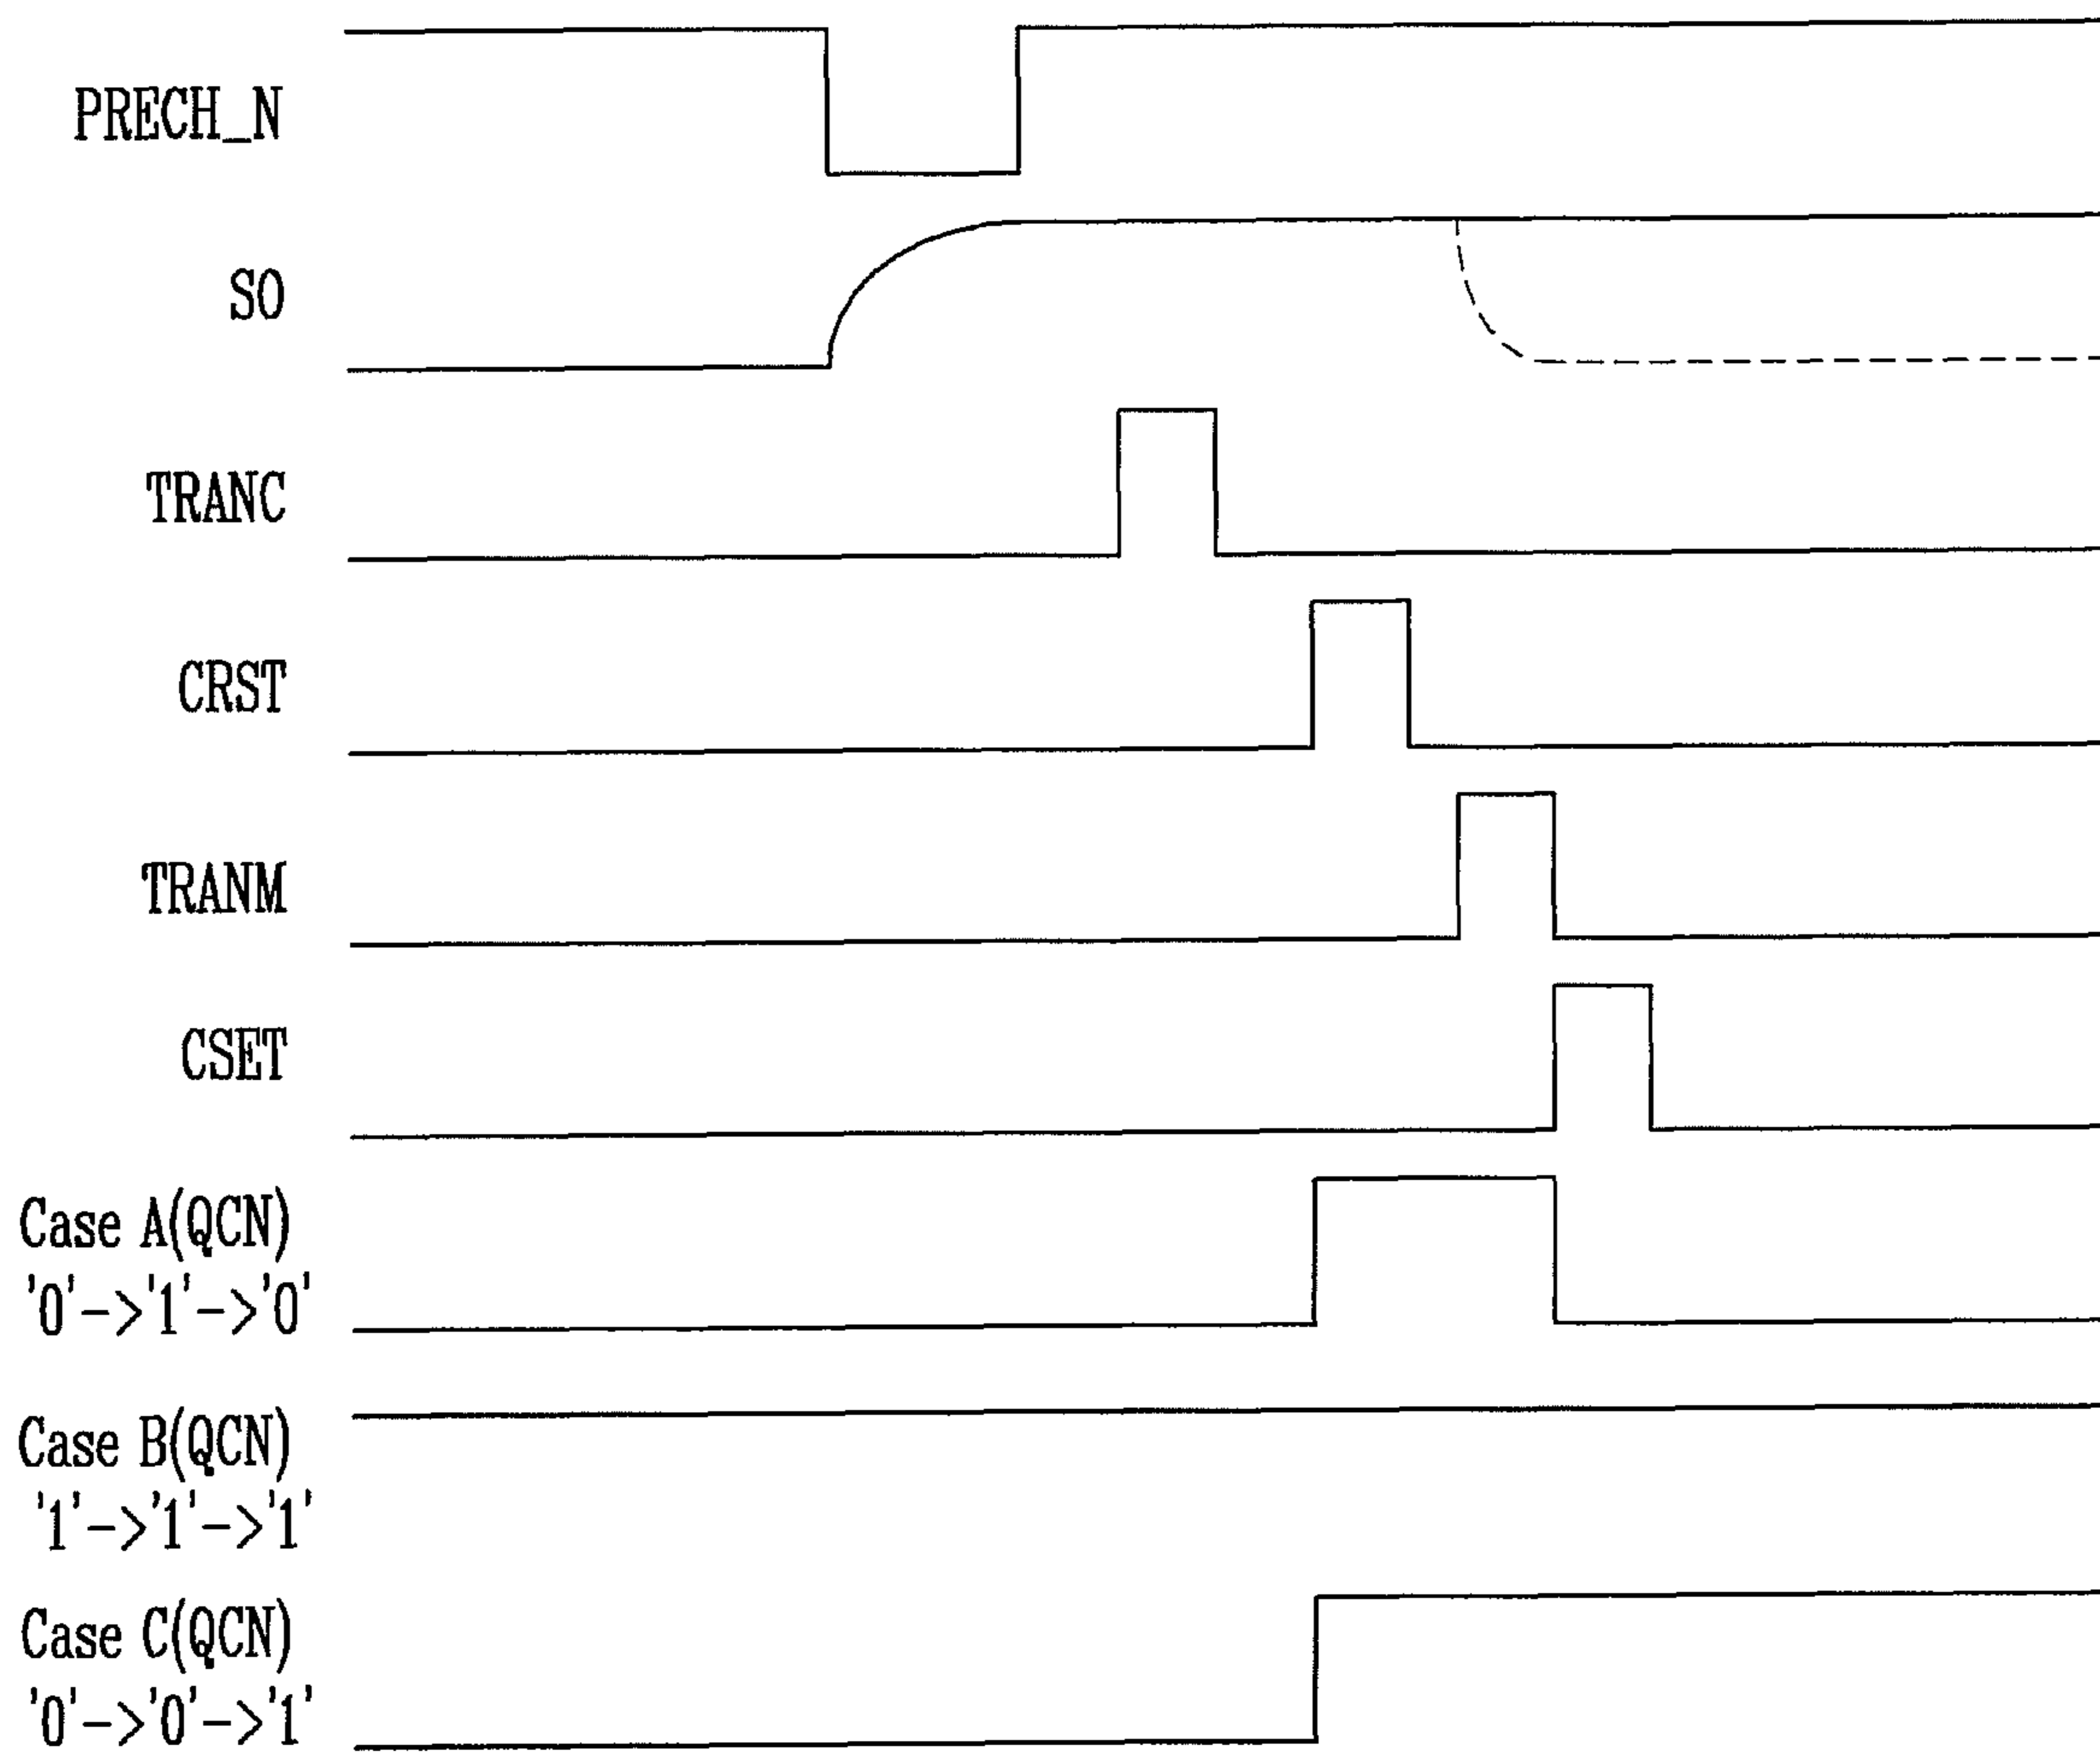 PRECH_N
SO
TRANC
CRST
TRANM
CSET
Case A(QCN)
'0'->'1'->'0'
Case B(QCN)
'1'->'1'->'1'
Case C(QCN)
'0'->'0'->'1'